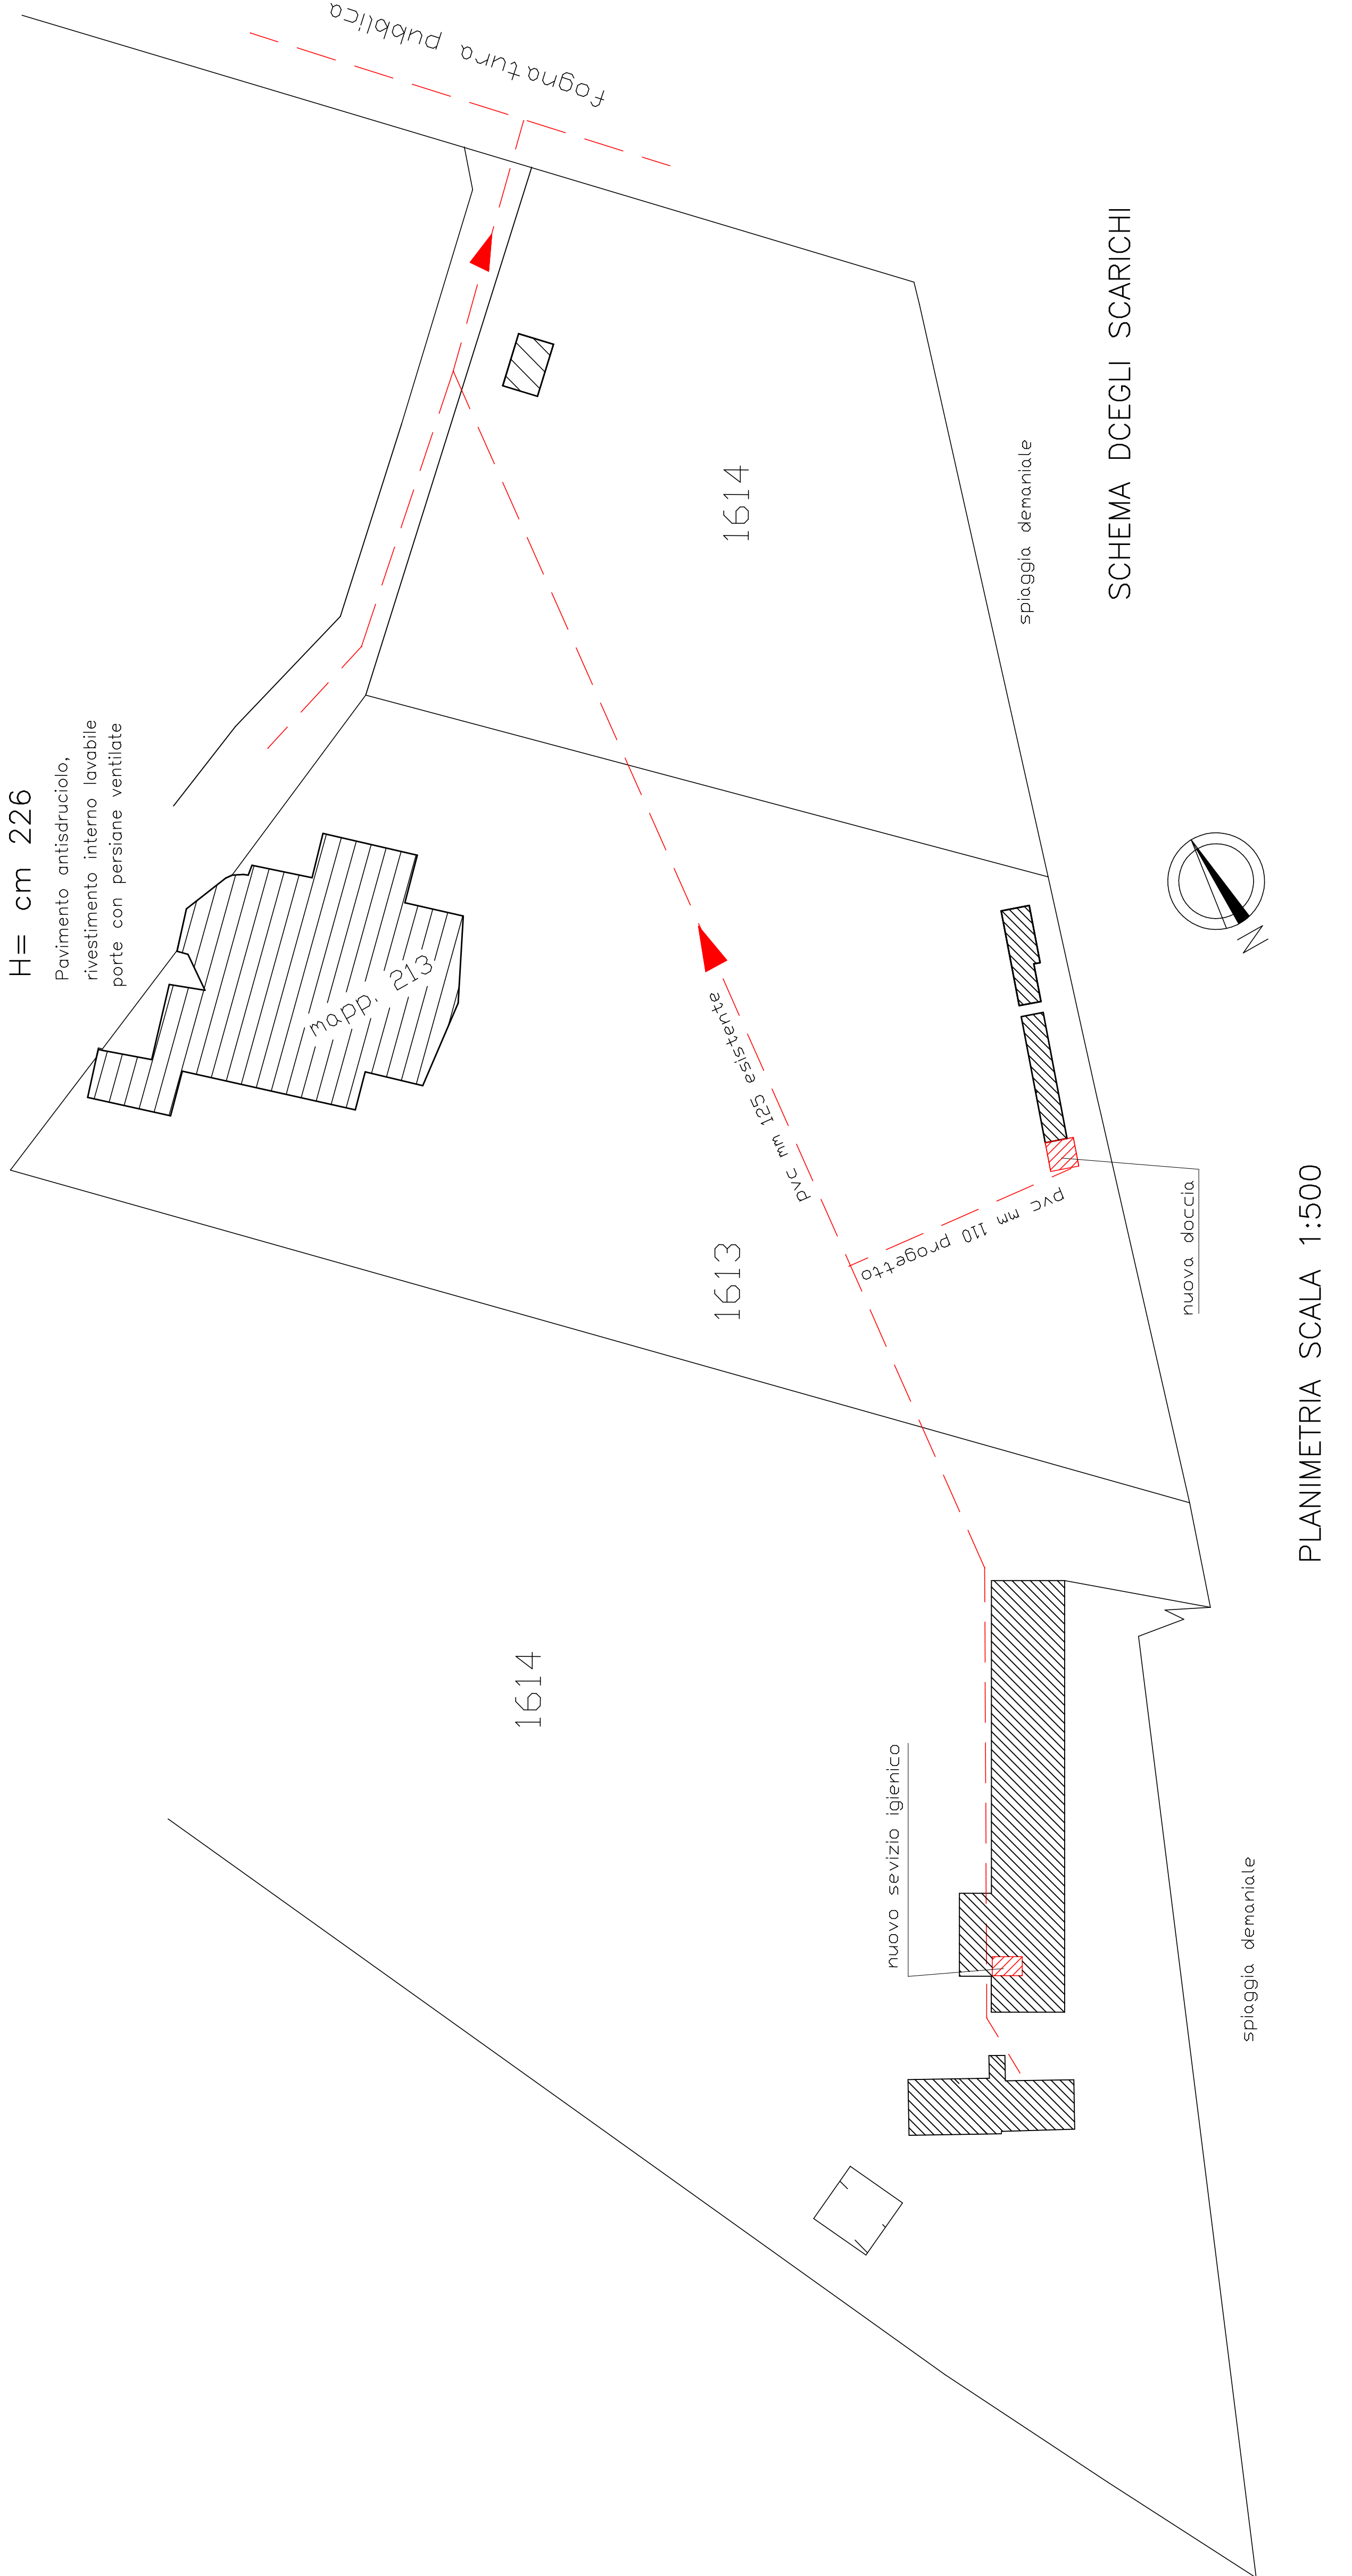 H= cm 226
Pavimento antisdruciolo,
rivestimento interno lavabile
porte con persiane ventilate
fognatura pubblica
1614
mapp. 213
1613
1614
pvc mm 125 esistente
pvc mm 110 progetto
nuova doccia
nuovo sevizio igienico
spiaggia demaniale
spiaggia demaniale
N
SCHEMA DCEGLI SCARICHI
PLANIMETRIA SCALA 1:500